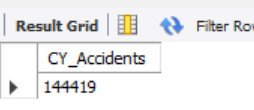 Result Grid Filter Row
CY_Accidents
144419